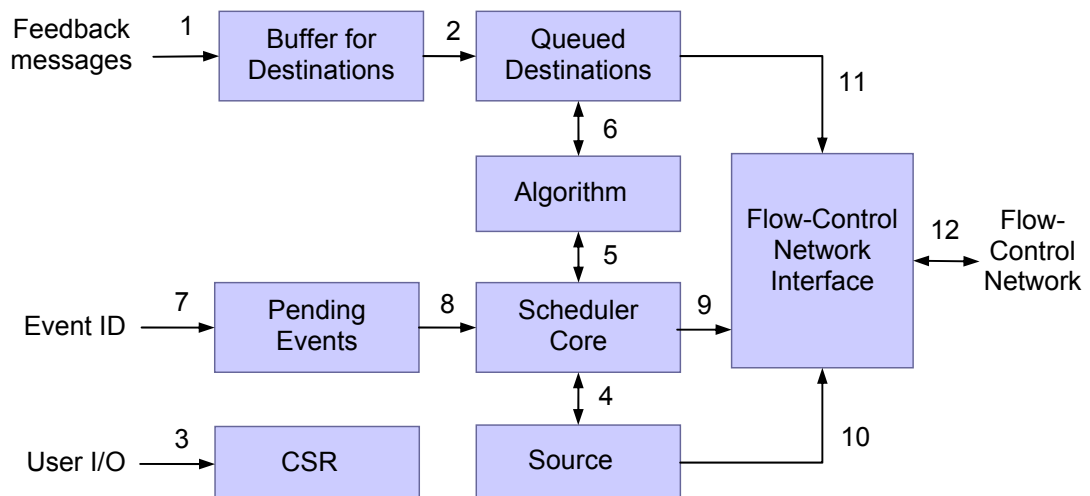 Feedback
messages
1
Buffer for
Destinations
2
Queued
Destinations
11
6
Algorithm
Flow-Control
Network
Interface
12
Flow-
Control
Network
5
Event ID
7
Pending
Events
8
Scheduler
Core
9
4
User I/O
3
CSR
Source
10